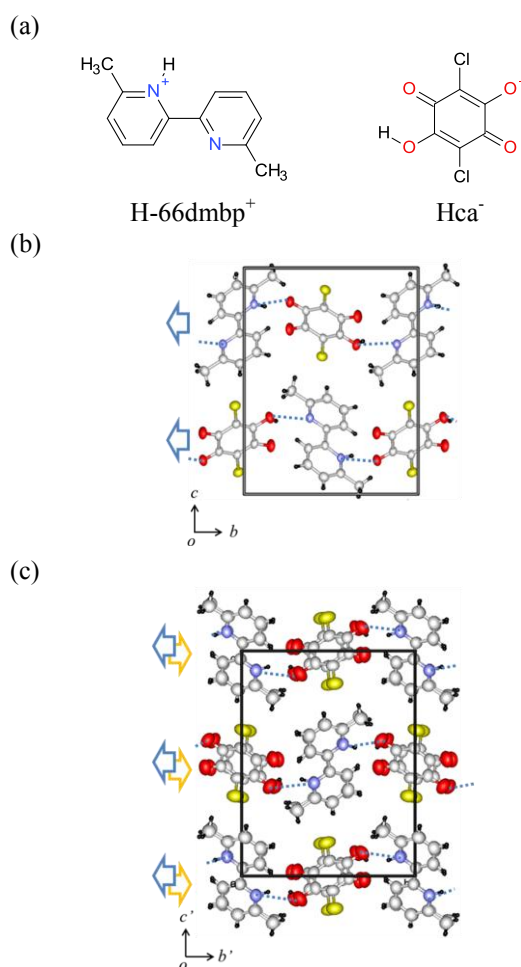 (a)
H
H₃C
N⁺
N
CH₃
H-66dmbp⁺
Cl
O
O⁻
H
O
O
Cl
Hca⁻
(b)
c
o
b
(c)
c'
o
b'